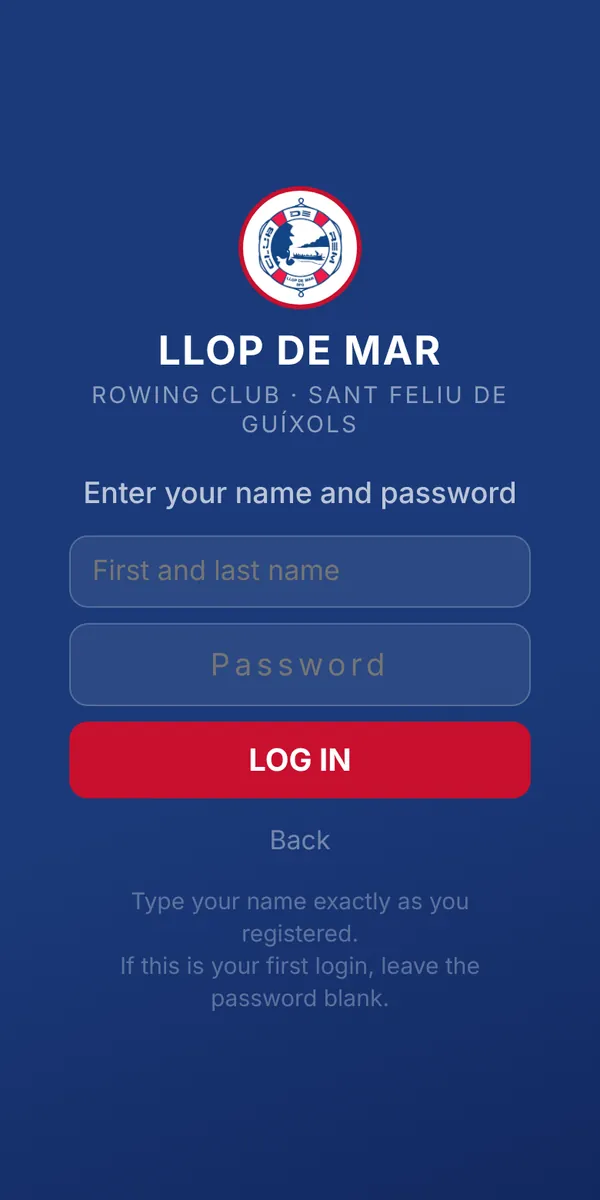 CLUB DE REM
LLOP DE MAR
LLOP DE MAR
ROWING CLUB · SANT FELIU DE
GUÍXOLS
Enter your name and password
First and last name
Password
LOG IN
Back
Type your name exactly as you
registered.
If this is your first login, leave the
password blank.